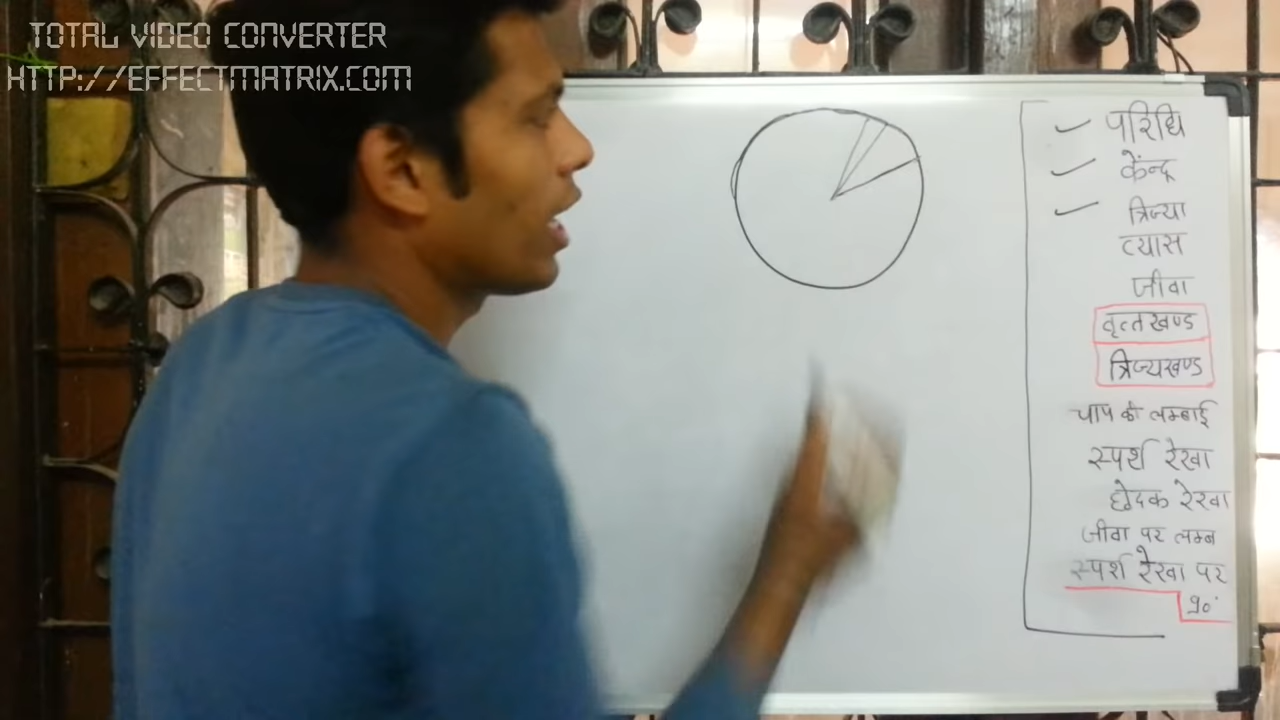 TOTAL VIDEO CONVERTER
HTTP://EFFECTMATRIX.COM
परिधि
केंन्द्र
त्रिज्या
व्यास
जीवा
वृत्तखण्ड
त्रिज्यखण्ड
चाप की लम्बाई
स्पर्श रेखा
छेदक रेखा
जीवा पर लम्ब
स्पर्श रेखा पर
90°